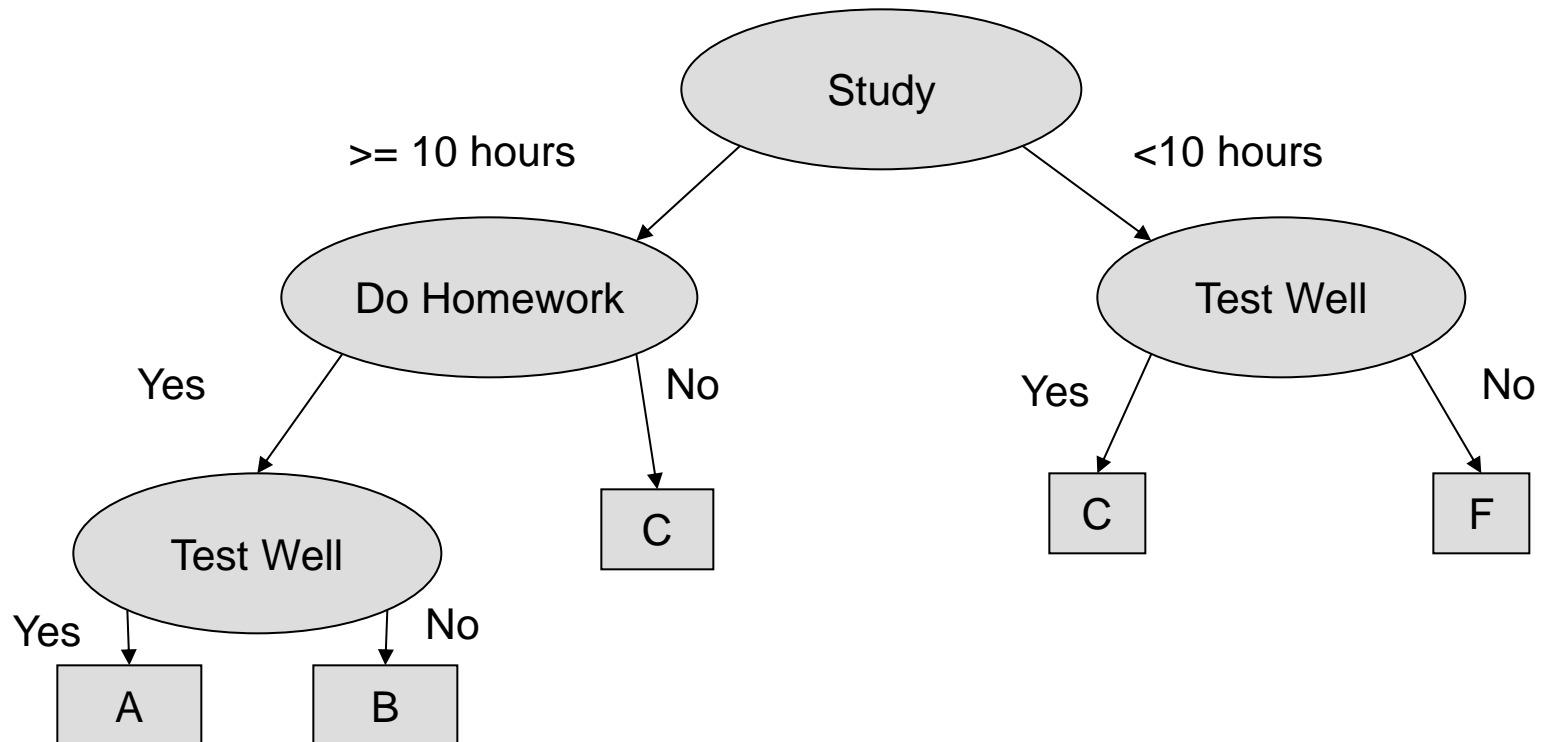 Study
>= 10 hours
<10 hours
Do Homework
Test Well
Yes
No
Yes
No
Test Well
C
C
F
Yes
No
A
B